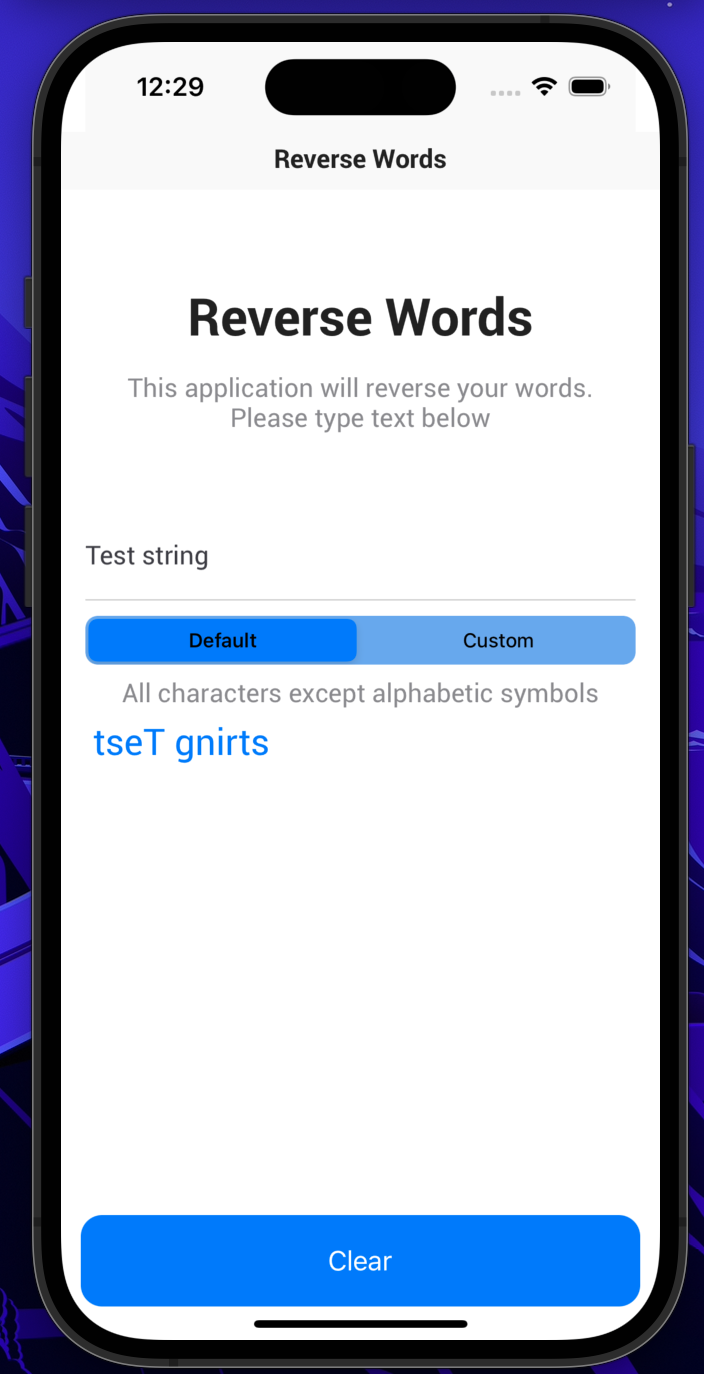 12:29
Reverse Words
Reverse Words
This application will reverse your words.
Please type text below
Test string
Default Custom
All characters except alphabetic symbols
tseT gnirts
Clear